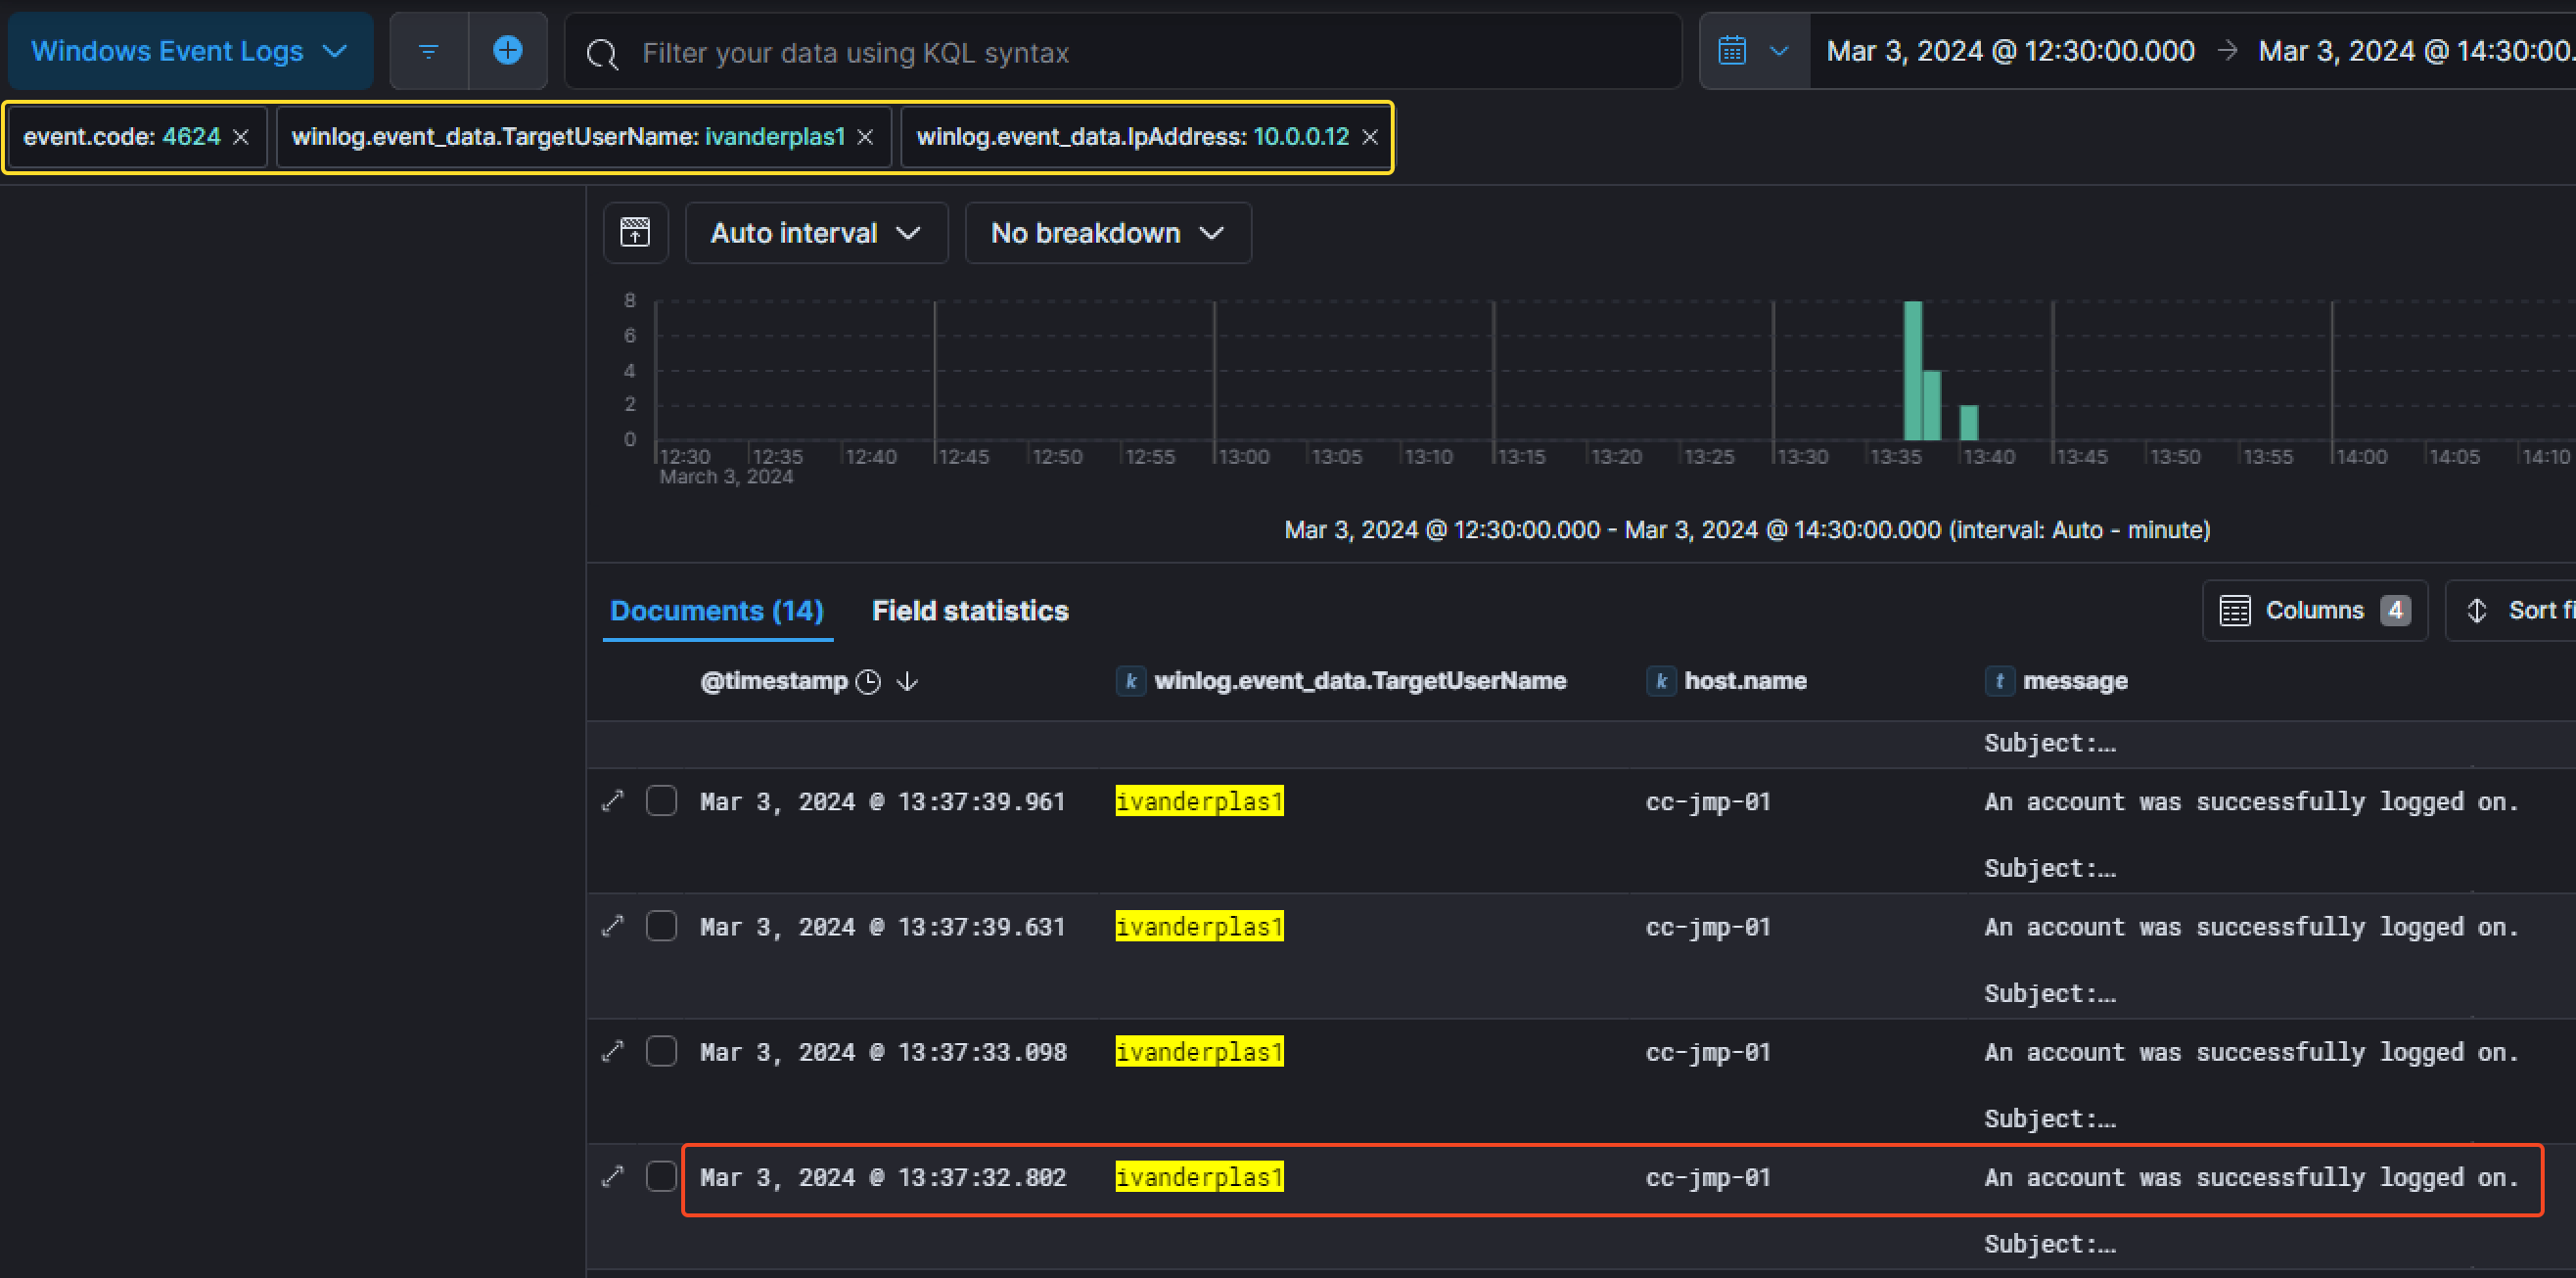 Windows Event Logs
Filter your data using KQL syntax
Mar 3, 2024 @ 12:30:00.000 → Mar 3, 2024 @ 14:30:00.
event.code: 4624 ×
winlog.event_data.TargetUserName: ivanderplas1 ×
winlog.event_data.IpAddress: 10.0.0.12 ×
Auto interval
No breakdown
8
6
4
2
0
12:30 12:35 12:40 12:45 12:50 12:55 13:00 13:05 13:10 13:15 13:20 13:25 13:30 13:35 13:40 13:45 13:50 13:55 14:00 14:05 14:10
March 3, 2024
Mar 3, 2024 @ 12:30:00.000 - Mar 3, 2024 @ 14:30:00.000 (interval: Auto - minute)
Documents (14) Field statistics
Columns 4 Sort fi
@timestamp k winlog.event_data.TargetUserName k host.name t message
Subject:…
Mar 3, 2024 @ 13:37:39.961 ivanderplas1 cc-jmp-01 An account was successfully logged on.
Subject:…
Mar 3, 2024 @ 13:37:39.631 ivanderplas1 cc-jmp-01 An account was successfully logged on.
Subject:…
Mar 3, 2024 @ 13:37:33.098 ivanderplas1 cc-jmp-01 An account was successfully logged on.
Subject:…
Mar 3, 2024 @ 13:37:32.802 ivanderplas1 cc-jmp-01 An account was successfully logged on.
Subject:…